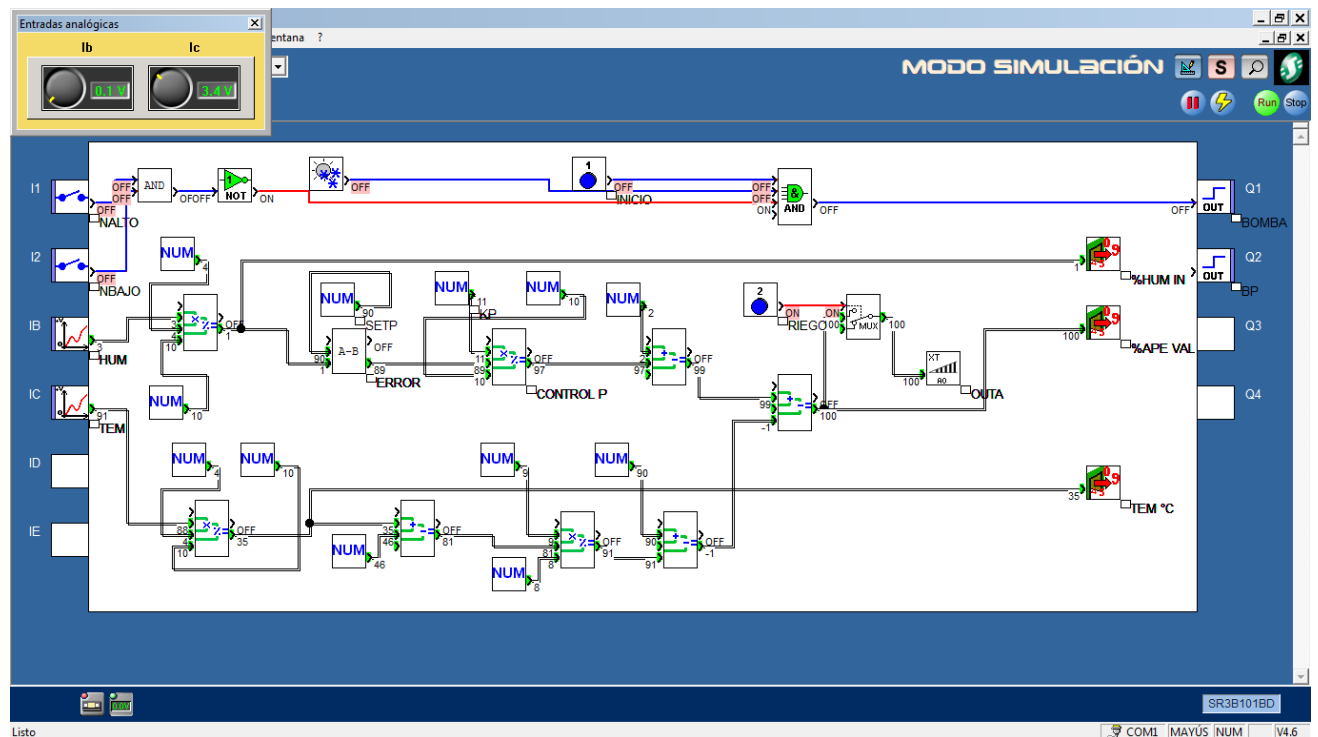 Entradas analógicas
Ib Ic
0.1 V 3.4 V
entana ?
MODO SIMULACIÓN
S
Run Stop
I1
OFF
OFF
OFF
NALTO
AND
OFOFF
NOT
ON
OFF
1
OFF
INICIO
OFF
OFF
ON
&
AND
OFF
OFF
OUT
Q1
BOMBA
I2
OFF
NBAJO
NUM
4
1
%HUM IN
OUT
Q2
BP
IB
3
HUM
3
4
10
OFF
1
NUM
90
SETP
90
1
A-B
OFF
89
ERROR
NUM
11
KP
NUM
10
11
89
10
OFF
97
CONTROL P
NUM
2
2
97
OFF
99
2
ON
RIEGO
ON
100
MUX
100
XT
AO
100
OUTA
100
%APE VAL
Q3
IC
91
TEM
NUM
10
99
-1
OFF
100
Q4
ID
NUM
4
NUM
10
NUM
9
NUM
90
35
TEM °C
IE
88
4
10
OFF
35
NUM
46
35
46
OFF
81
NUM
8
9
81
8
OFF
91
90
91
OFF
-1
SR3B101BD
Listo
COM1 MAYÚS NUM V4.6